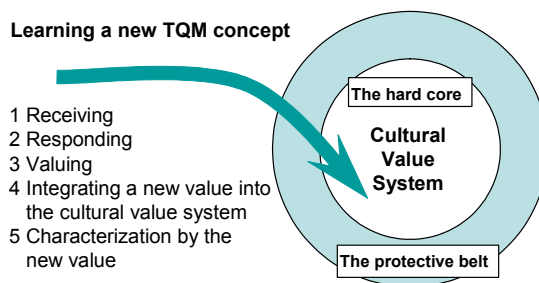 Learning a new TQM concept
1 Receiving
2 Responding
3 Valuing
4 Integrating a new value into
the cultural value system
5 Characterization by the
new value
The hard core
Cultural
Value
System
The protective belt